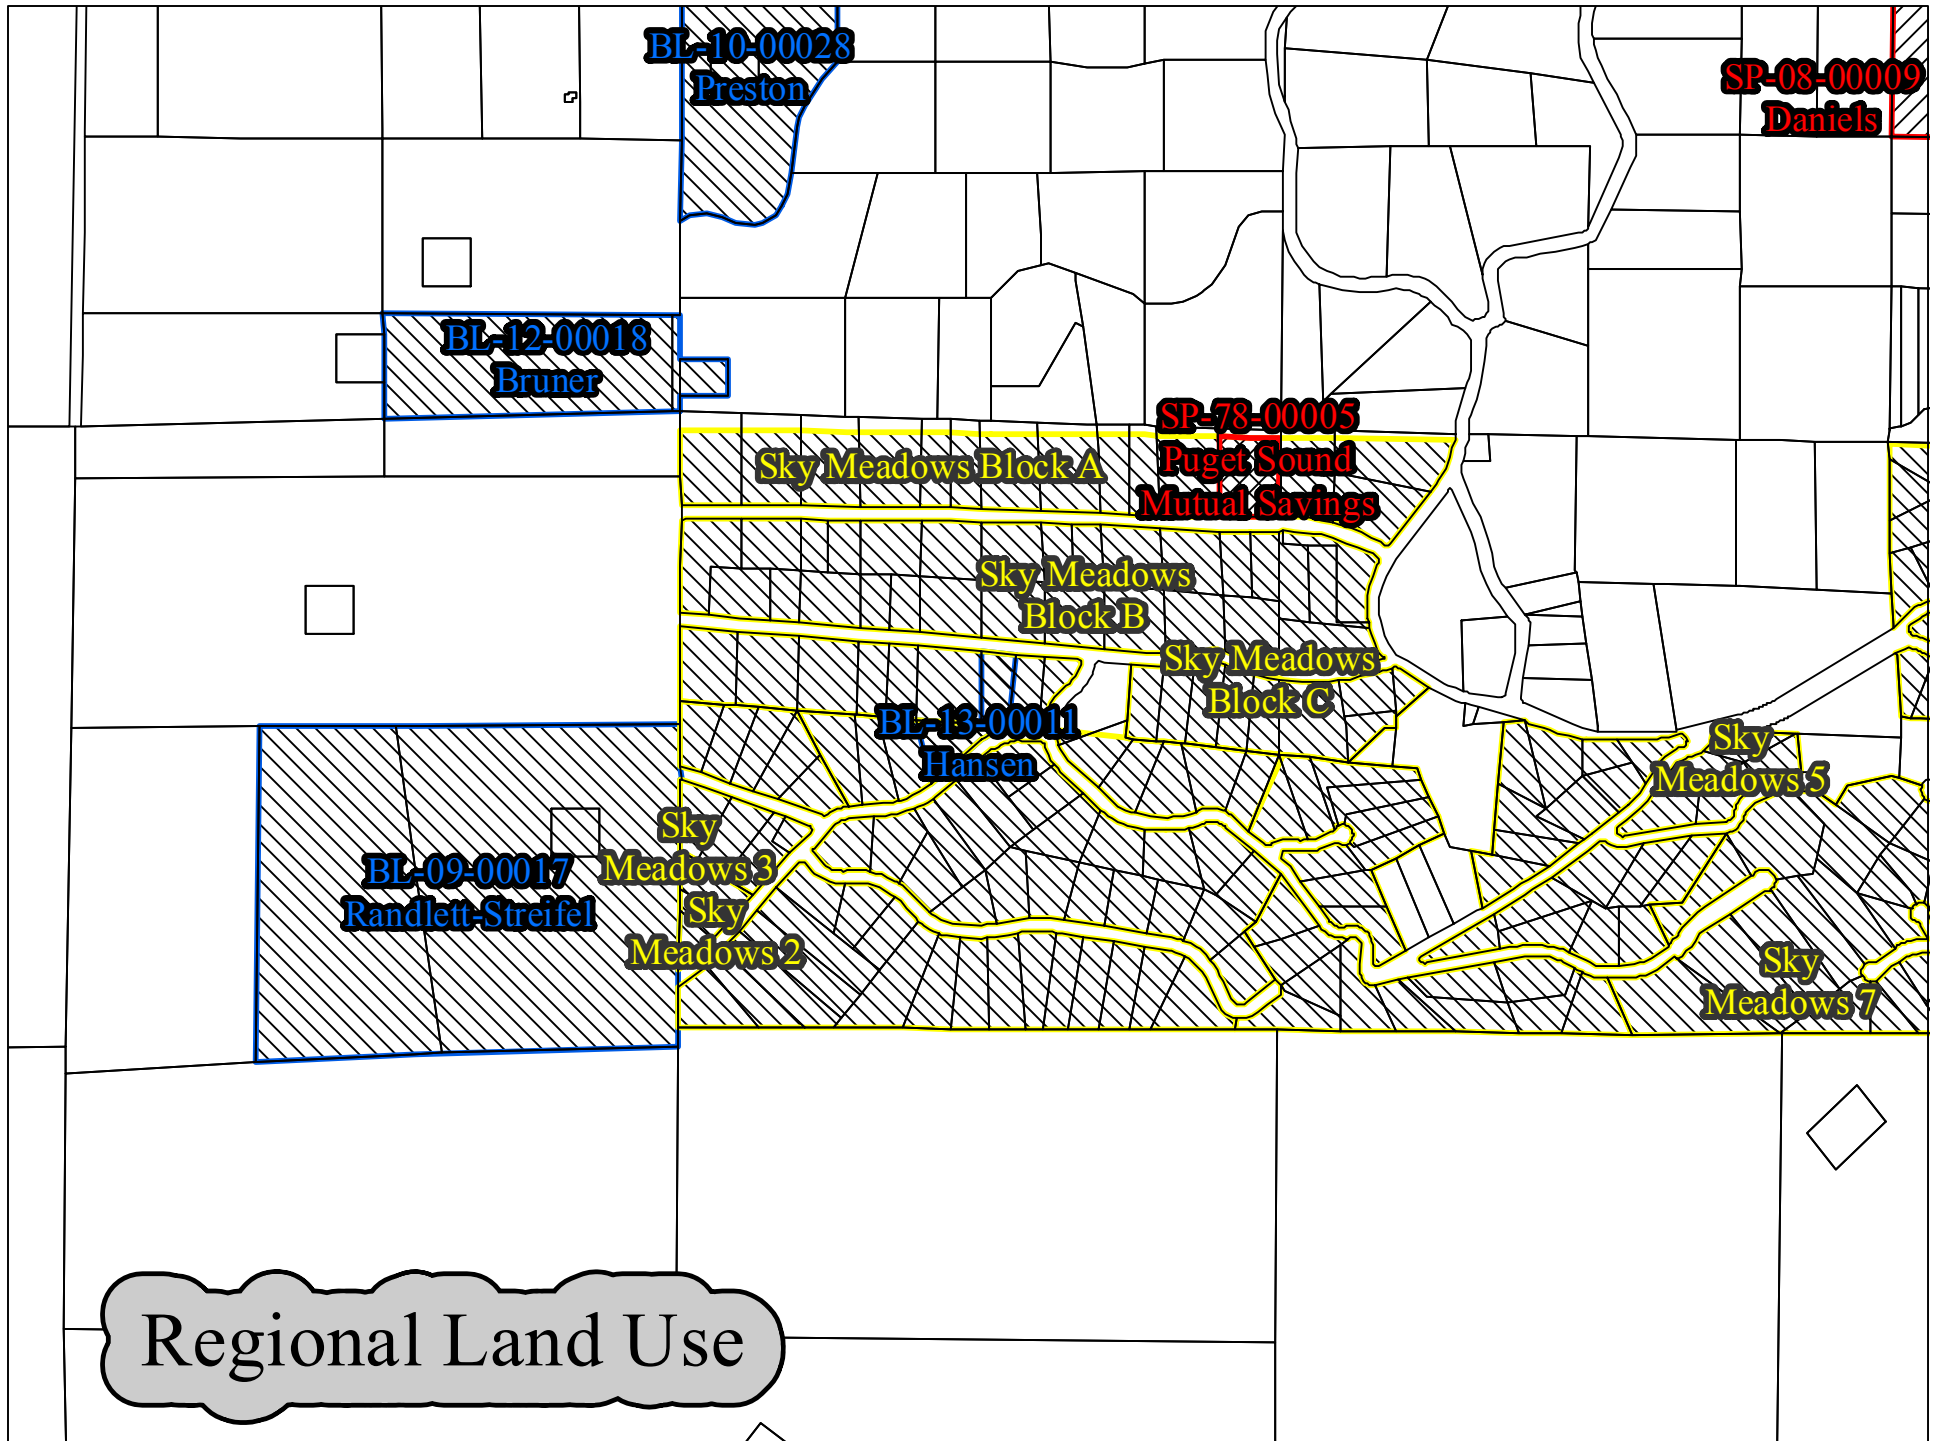 BL-10-00028
Preston
SP-08-00009
Daniels
BL-12-00018
Bruner
SP-78-00005
Puget Sound
Mutual Savings
Sky Meadows Block A
Sky Meadows
Block B
Sky Meadows
Block C
BL-13-00011
Hansen
Sky
Meadows 5
Sky
Meadows 3
BL-09-00017
Randlett-Streifel
Sky
Meadows 2
Sky
Meadows 7
Regional Land Use